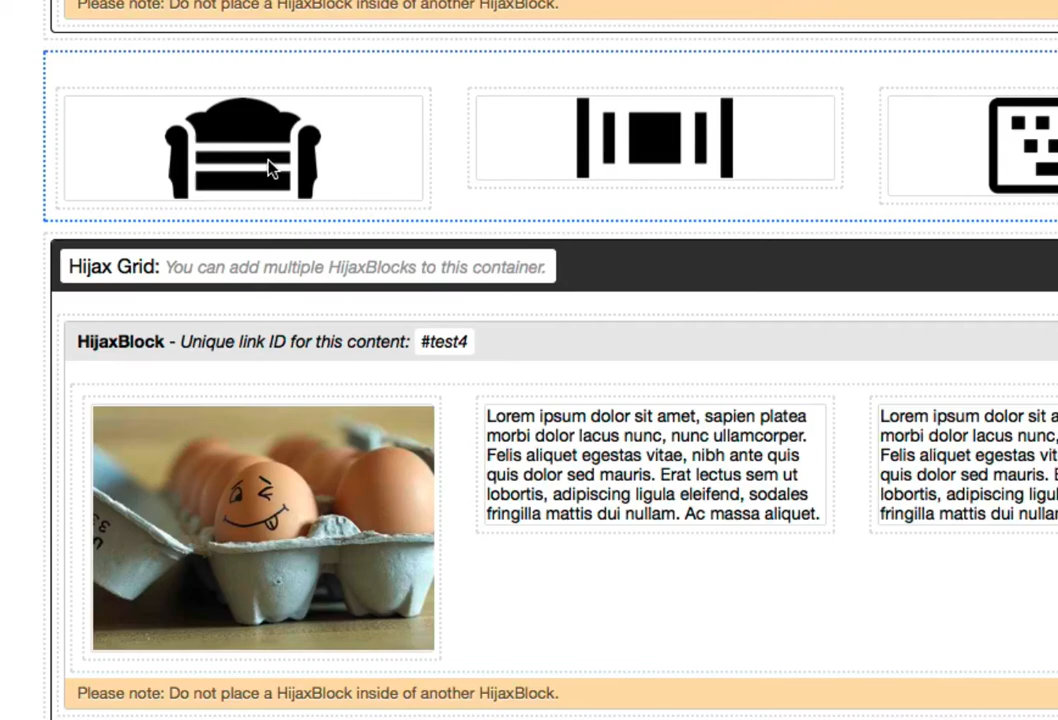 Please note: Do not place a HijaxBlock inside of another HijaxBlock.
Hijax Grid: You can add multiple HijaxBlocks to this container.
HijaxBlock - Unique link ID for this content: #test4
Lorem ipsum dolor sit amet, sapien platea
morbi dolor lacus nunc, nunc ullamcorper.
Felis aliquet egestas vitae, nibh ante quis
quis dolor sed mauris. Erat lectus sem ut
lobortis, adipiscing ligula eleifend, sodales
fringilla mattis dui nullam. Ac massa aliquet.
Lorem ipsum dolor sit a
morbi dolor lacus nunc,
Felis aliquet egestas vit
quis dolor sed mauris. E
lobortis, adipiscing ligul
fringilla mattis dui nulla
Please note: Do not place a HijaxBlock inside of another HijaxBlock.